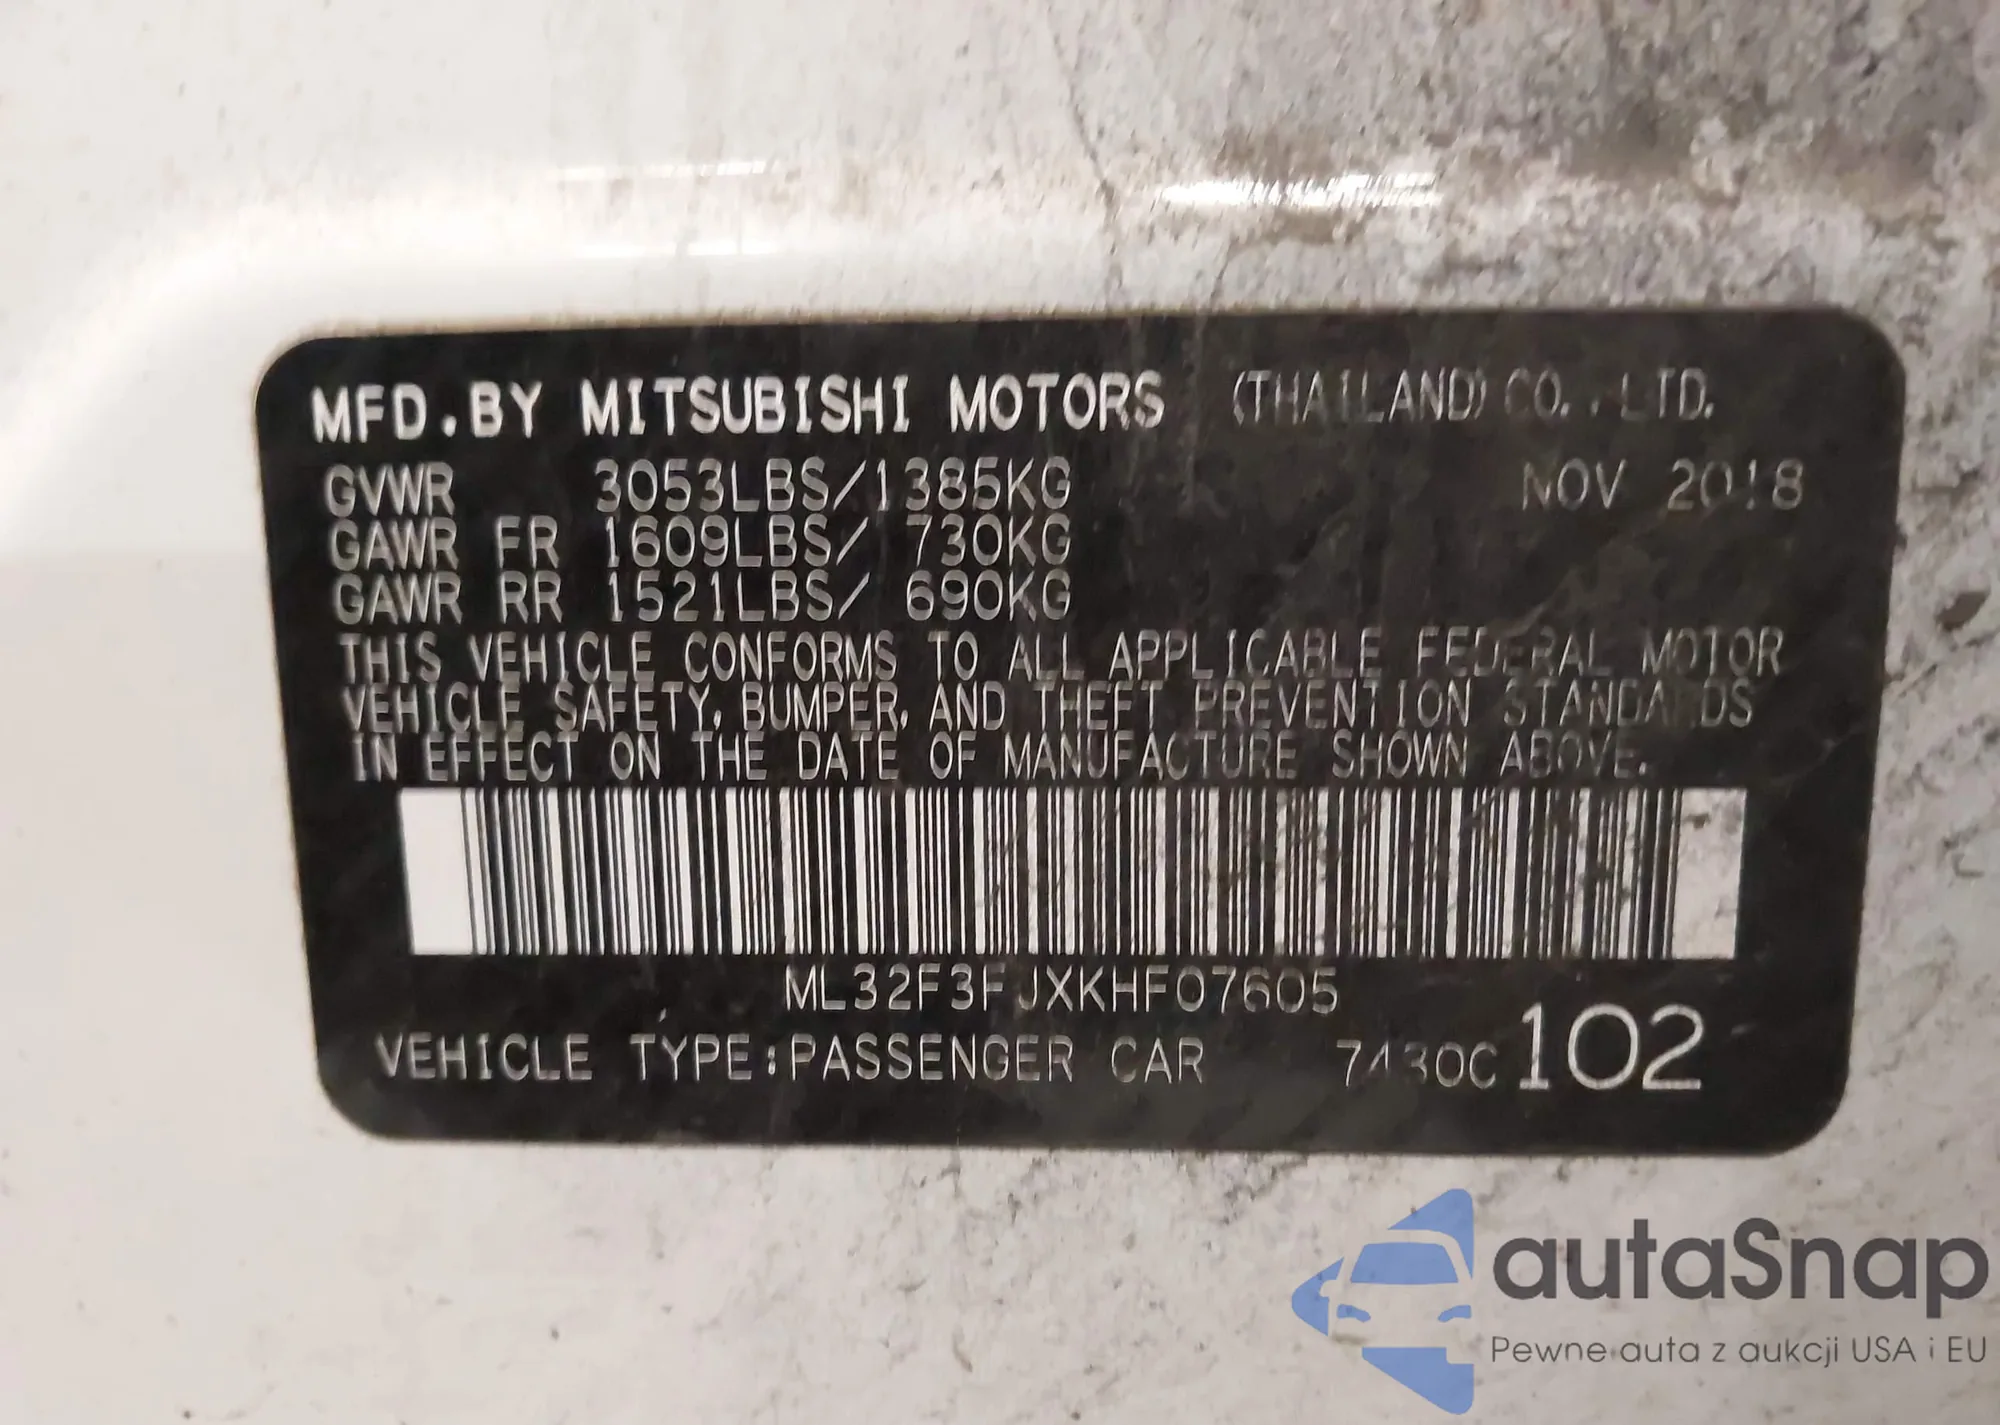 MFD.BY MITSUBISHI MOTORS (THAILAND) CO., LTD.
GVWR 3053LBS/1385KG NOV 2018
GAWR FR 1609LBS/ 730KG
GAWR RR 1521LBS/ 690KG
THIS VEHICLE CONFORMS TO ALL APPLICABLE FEDERAL MOTOR
VEHICLE SAFETY, BUMPER, AND THEFT PREVENTION STANDARDS
IN EFFECT ON THE DATE OF MANUFACTURE SHOWN ABOVE.
ML32F3FJXKHF07605
VEHICLE TYPE:PASSENGER CAR 102
autaSnap
Pewne auta z aukcji USA i EU